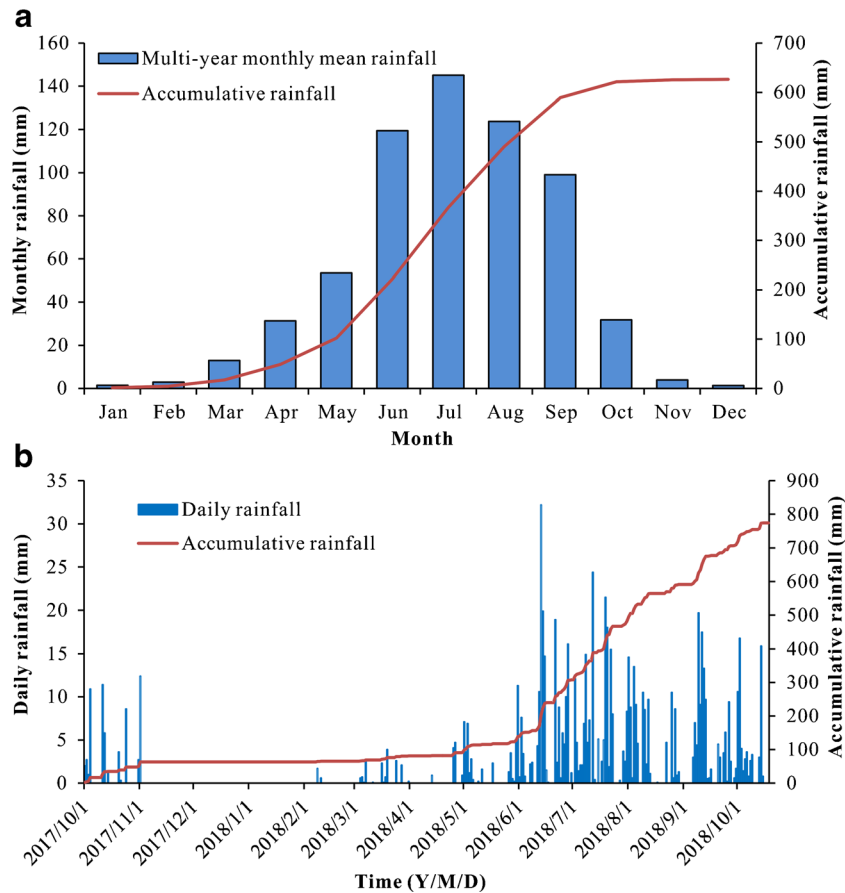 a
160
140
120
100
80
60
40
20
0
Monthly rainfall (mm)
Multi-year monthly mean rainfall
Accumulative rainfall
700
600
500
400
300
200
100
0
Accumulative rainfall (mm)
Jan Feb Mar Apr May Jun Jul Aug Sep Oct Nov Dec
Month
b
35
30
25
20
15
10
5
0
Daily rainfall (mm)
Daily rainfall
Accumulative rainfall
900
800
700
600
500
400
300
200
100
0
Accumulative rainfall (mm)
2017/10/1 2017/11/1 2017/12/1 2018/1/1 2018/2/1 2018/3/1 2018/4/1 2018/5/1 2018/6/1 2018/7/1 2018/8/1 2018/9/1 2018/10/1
Time (Y/M/D)